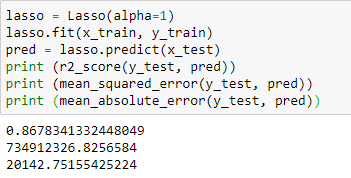 lasso = Lasso(alpha=1)
lasso.fit(x_train, y_train)
pred = lasso.predict(x_test)
print (r2_score(y_test, pred))
print (mean_squared_error(y_test, pred))
print (mean_absolute_error(y_test, pred))
0.8678341332448049
734912326.8256584
20142.75155425224